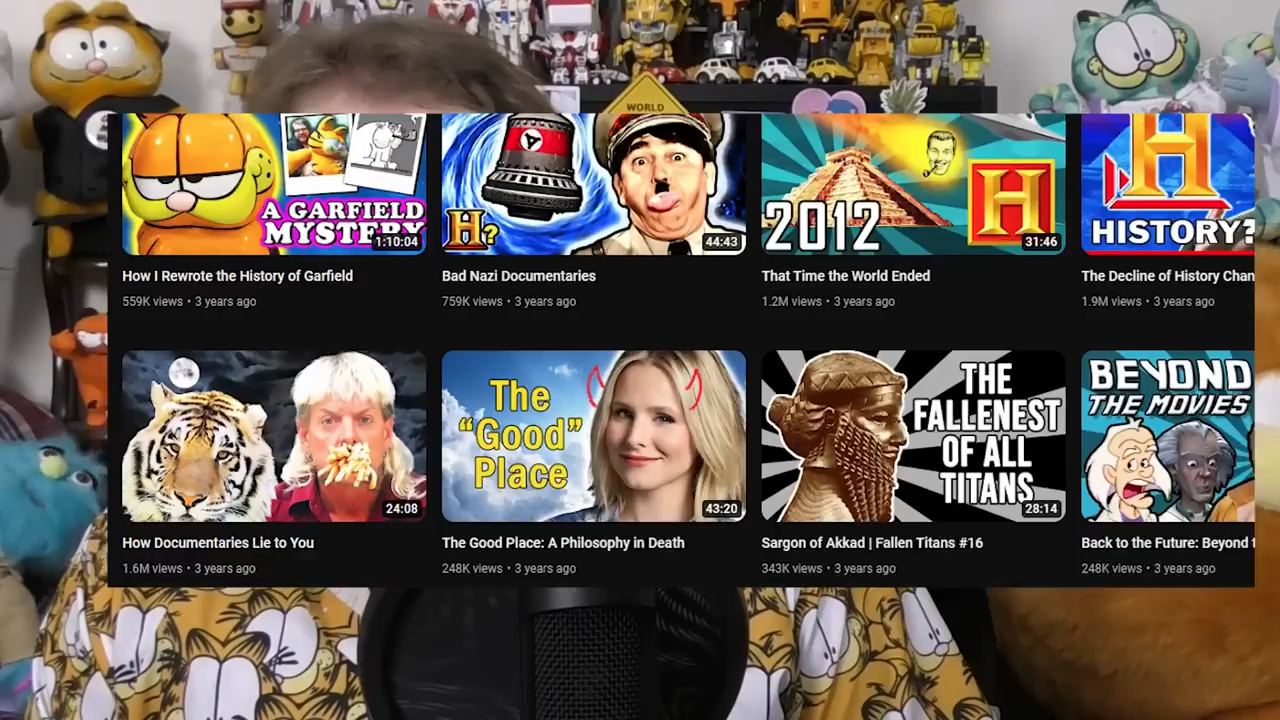 WORLD
A GARFIELD
MYSTERY
1:10:04
H?
44:43
2012
H
31:46
H
HISTORY?
How I Rewrote the History of Garfield
559K views • 3 years ago
Bad Nazi Documentaries
759K views • 3 years ago
That Time the World Ended
1.2M views • 3 years ago
The Decline of History Chan
1.9M views • 3 years ago
24:08
The
“Good”
Place
43:20
THE
FALLENEST
OF ALL
TITANS
28:14
BEYOND
THE MOVIES
How Documentaries Lie to You
1.6M views • 3 years ago
The Good Place: A Philosophy in Death
248K views • 3 years ago
Sargon of Akkad | Fallen Titans #16
343K views • 3 years ago
Back to the Future: Beyond
248K views • 3 years ago